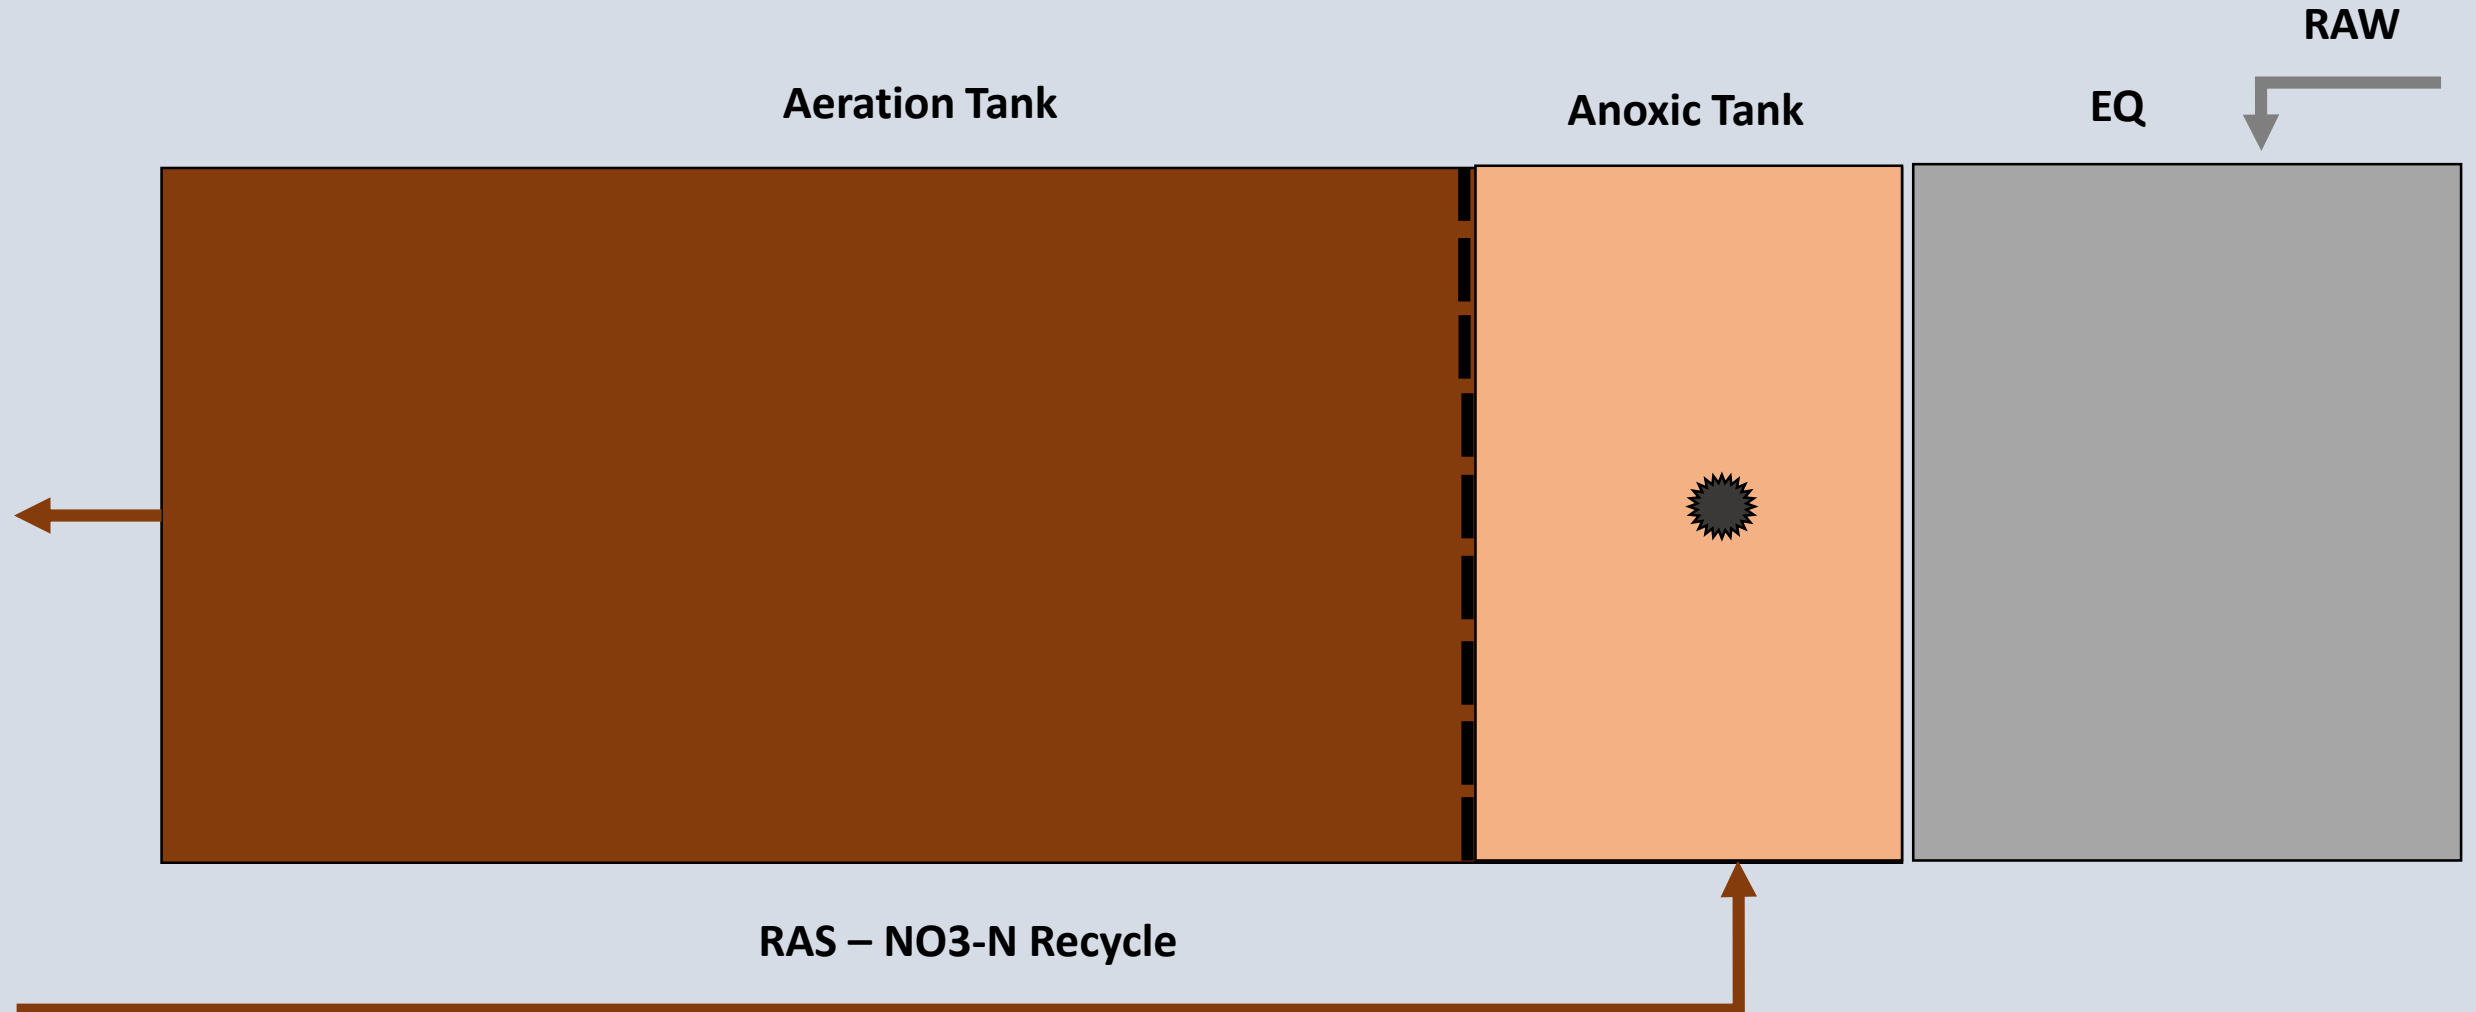 RAW
Aeration Tank
Anoxic Tank
EQ
RAS – NO3-N Recycle